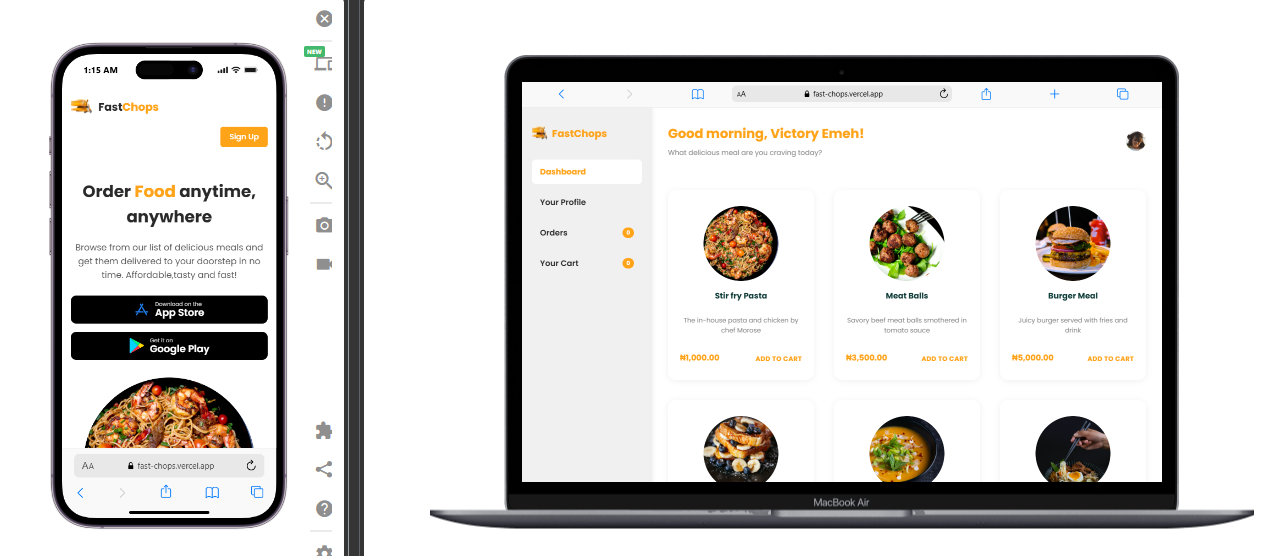 1:15 AM
FastChops
Sign Up
Order Food anytime,
anywhere
Browse from our list of delicious meals and
get them delivered to your doorstep in no
time. Affordable,tasty and fast!
Download on the
App Store
Get it on
Google Play
AA
fast-chops.vercel.app
NEW
AA
fast-chops.vercel.app
FastChops
Dashboard
Your Profile
Orders 0
Your Cart 0
Good morning, Victory Emeh!
What delicious meal are you craving today?
Stir fry Pasta
The in-house pasta and chicken by
chef Morose
₦1,000.00 ADD TO CART
Meat Balls
Savory beef meat balls smothered in
tomato sauce
₦3,500.00 ADD TO CART
Burger Meal
Juicy burger served with fries and
drink
₦5,000.00 ADD TO CART
MacBook Air